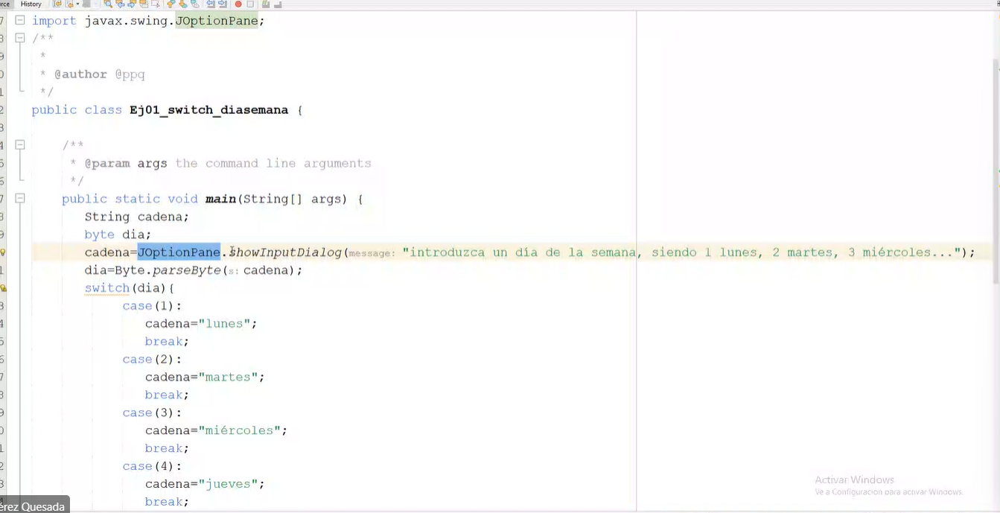 History
import javax.swing.JOptionPane;
/**
*
* @author @ppq
*/
public class Ej01_switch_diasemana {
/**
* @param args the command line arguments
*/
public static void main(String[] args) {
String cadena;
byte dia;
cadena=JOptionPane.showInputDialog(message: "introduzca un día de la semana, siendo 1 lunes, 2 martes, 3 miércoles...");
dia=Byte.parseByte(s: cadena);
switch(dia){
case(1):
cadena="lunes";
break;
case(2):
cadena="martes";
break;
case(3):
cadena="miércoles";
break;
case(4):
cadena="jueves";
break;
Activar Windows
Ve a Configuración para activar Windows.
érez Quesada